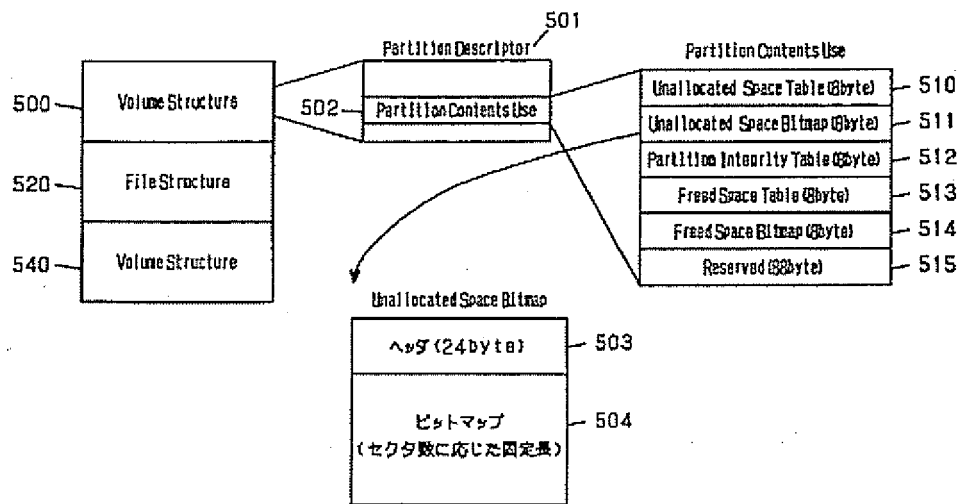 501
Partition Descriptor
Partition Contents Use
500
Volume Structure
502
Partition Contents Use
Unallocated Space Table(8byte)
510
Unallocated Space Bitmap(8byte)
511
Partition Integrity Table(8byte)
512
520
File Structure
Freed Space Table(8byte)
513
Freed Space Bitmap(8byte)
514
540
Volume Structure
Reserved(88byte)
515
Unallocated Space Bitmap
ヘッダ(24byte)
503
ビットマップ
504
(セクタ数に応じた固定長)